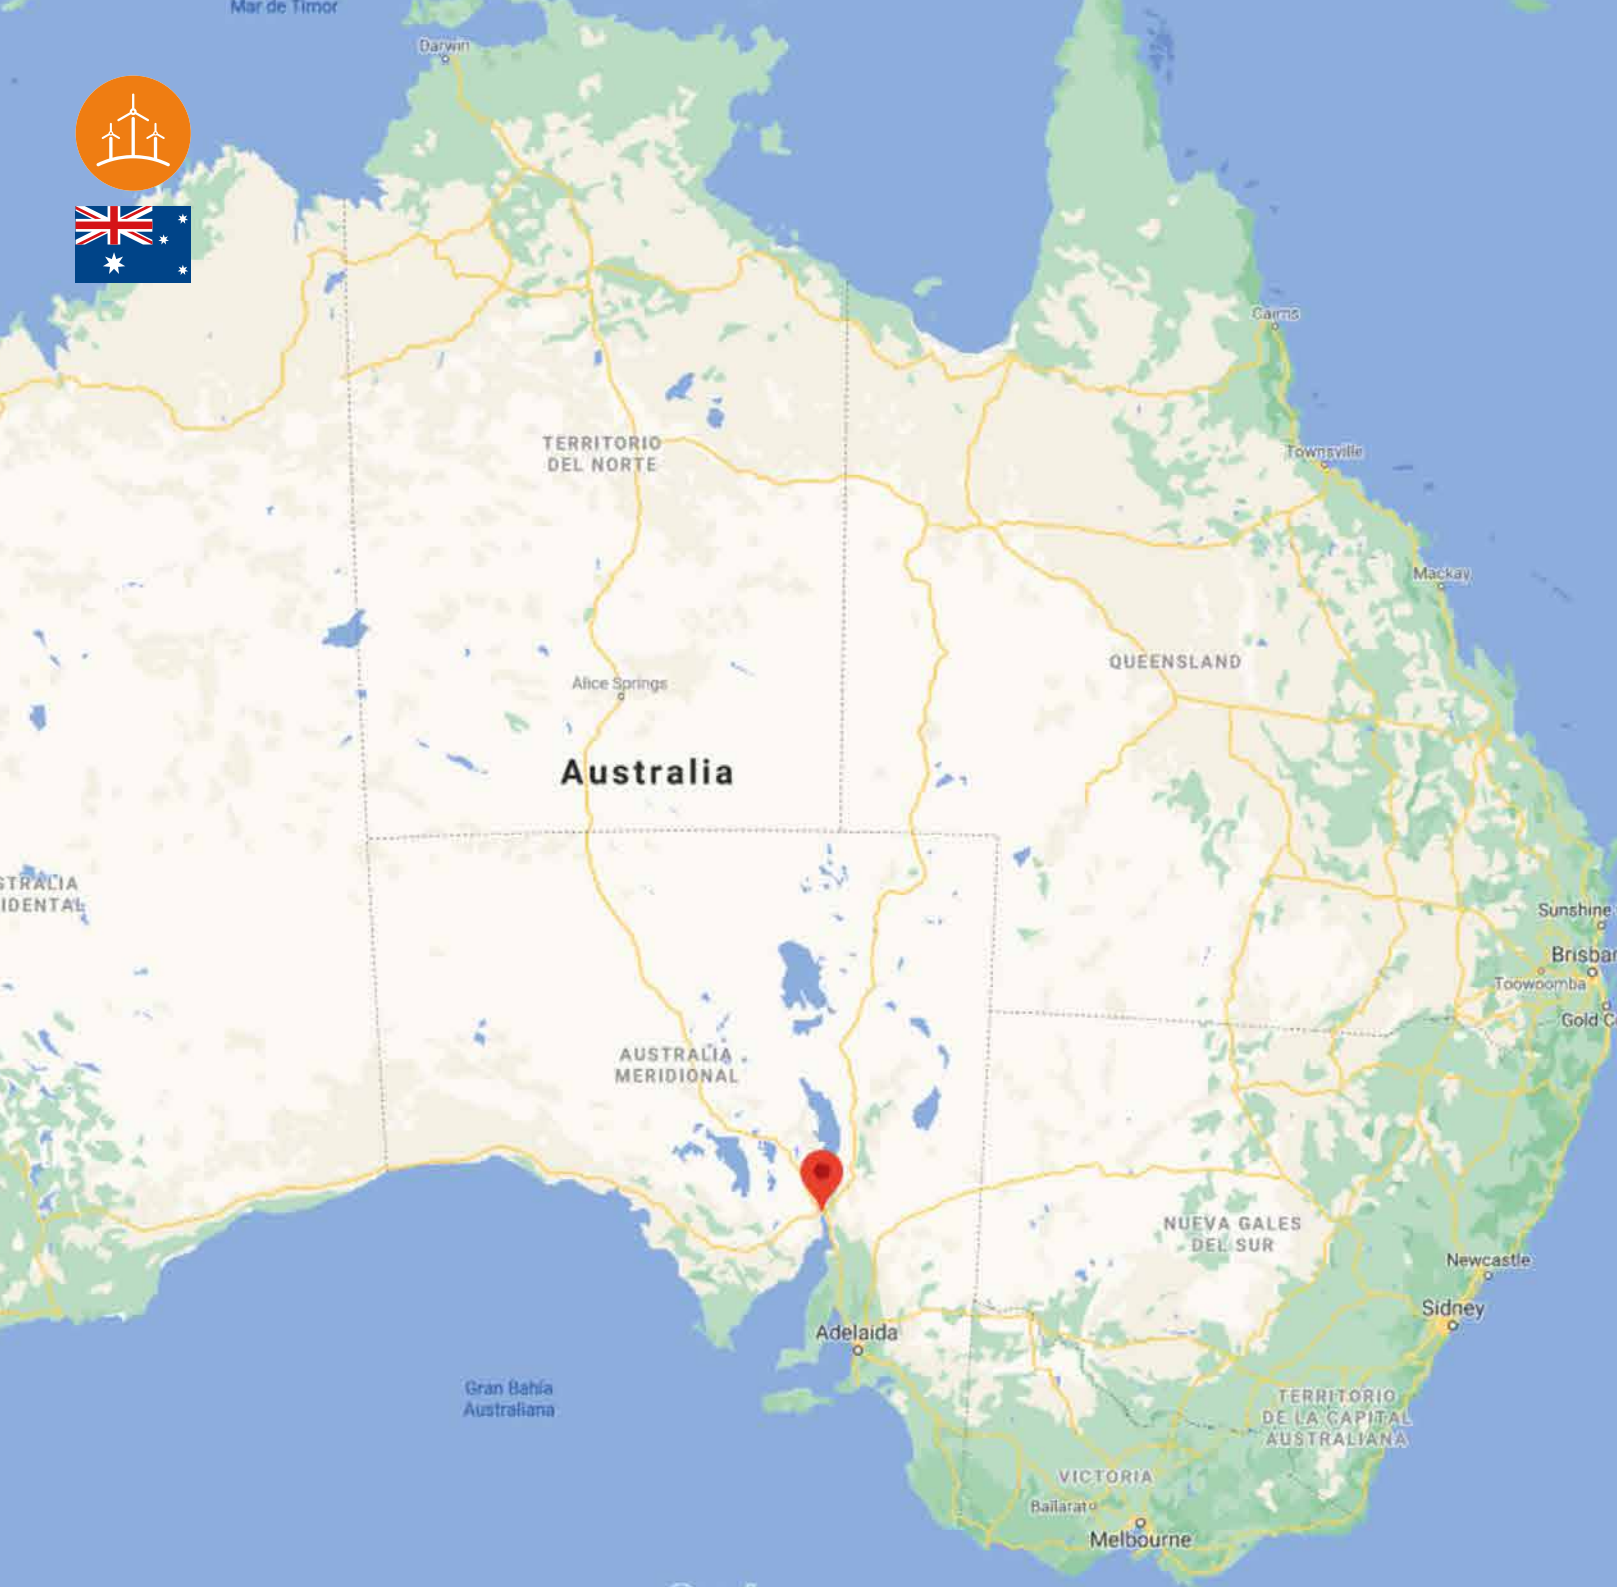 Mar de Timor
Darwin
Cairns
TERRITORIO
DEL NORTE
Townsville
Mackay
QUEENSLAND
Alice Springs
Australia
STRALIA
IDENTAL
Sunshine
Brisba
Toowoomba
Gold C
AUSTRALIA
MERIDIONAL
NUEVA GALES
DEL SUR
Newcastle
Sidney
Adelaida
Gran Bahía
Australiana
TERRITORIO
DE LA CAPITAL
AUSTRALIANA
VICTORIA
Ballarat
Melbourne